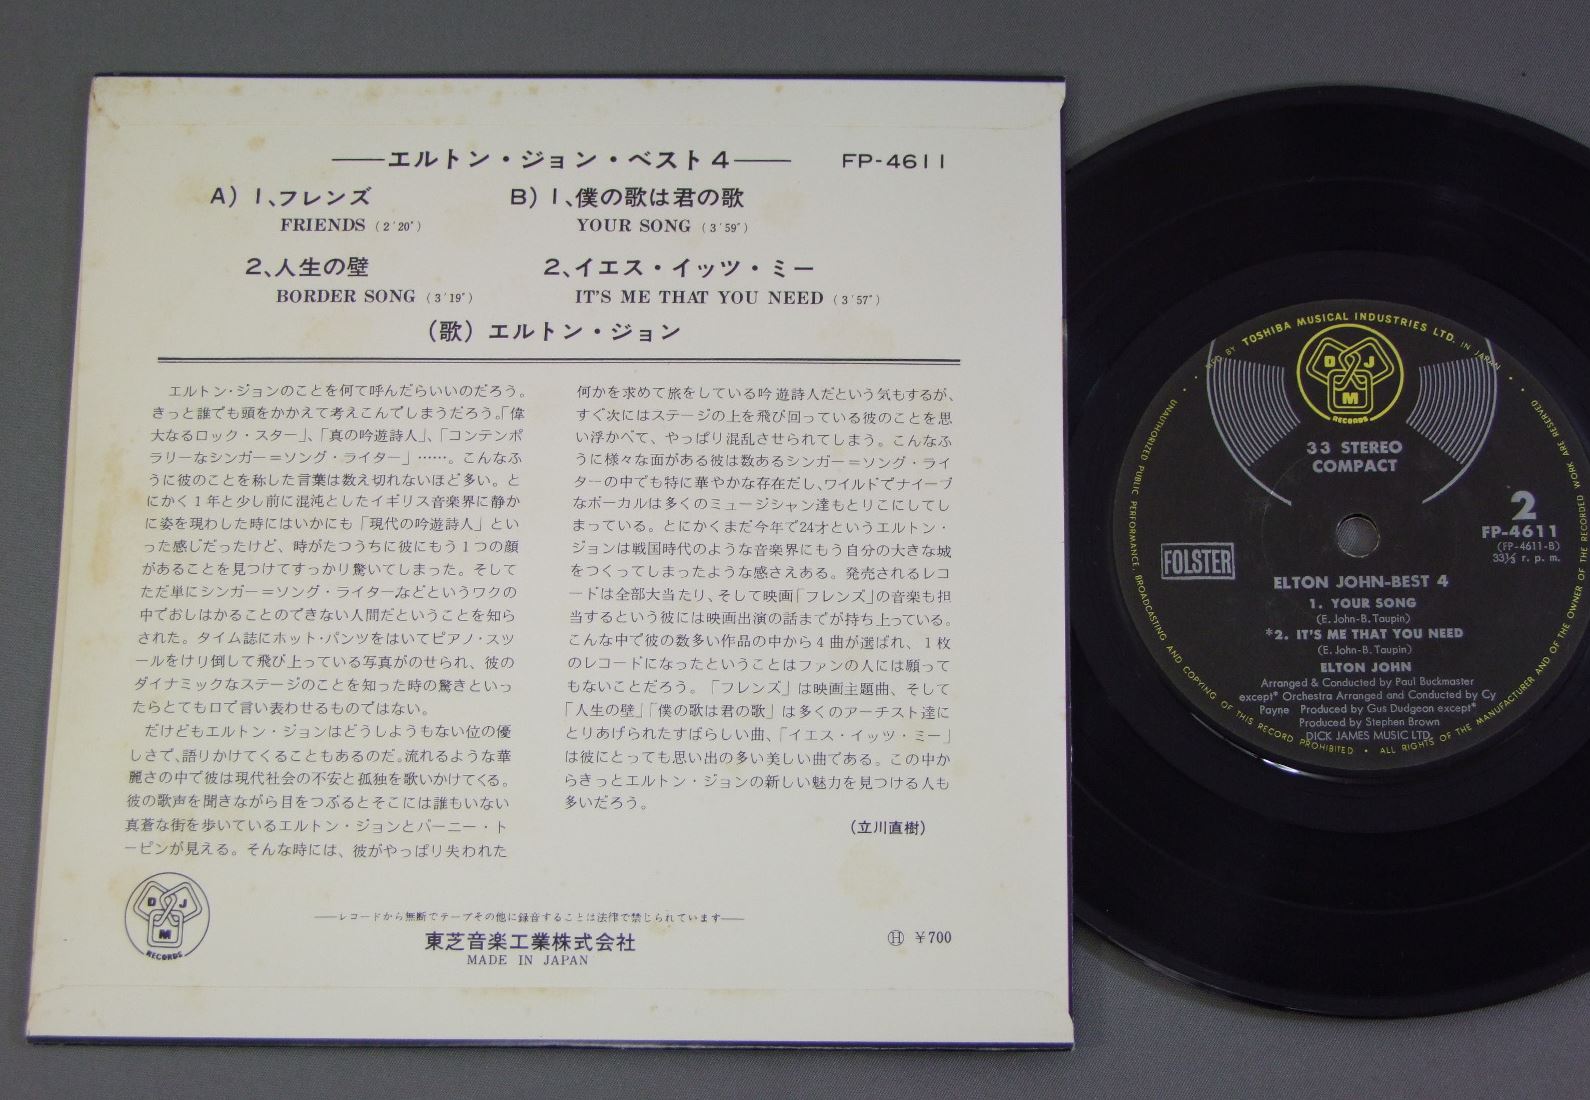 ——エルトン・ジョン・ベスト4—— FP-4611
A) 1、フレンズ
FRIENDS (2′20″)
2、人生の壁
BORDER SONG (3′19″)
B) 1、僕の歌は君の歌
YOUR SONG (3′59″)
2、イエス・イッツ・ミー
IT'S ME THAT YOU NEED (3′57″)
(歌) エルトン・ジョン
エルトン・ジョンのことを何て呼んだらいいのだろう。
きっと誰でも頭をかかえて考えこんでしまうだろう。「偉
大なるロック・スター」、「真の吟遊詩人」、「コンテンポ
ラリーなシンガー=ソング・ライター」……。こんなふ
うに彼のことを称した言葉は数え切れないほど多い。と
にかく1年と少し前に混沌としたイギリス音楽界に静か
に姿を現わした時にはいかにも「現代の吟遊詩人」とい
った感じだったけど、時がたつうちに彼にもう1つの顔
があることを見つけてすっかり驚いてしまった。そして
ただ単にシンガー=ソング・ライターなどというワクの
中でおしはかることのできない人間だということを知ら
された。タイム誌にホット・パンツをはいてピアノ・スツ
ールをけり倒して飛び上っている写真がのせられ、彼の
ダイナミックなステージのことを知った時の驚きといっ
たらとても口で言い表わせるものではない。
だけどもエルトン・ジョンはどうしようもない位の優
しさで、語りかけてくることもあるのだ。流れるような華
麗さの中で彼は現代社会の不安と孤独を歌いかけてくる。
彼の歌声を聞きながら目をつぶるとそこには誰もいない
真蒼な街を歩いているエルトン・ジョンとバーニー・ト
ーピンが見える。そんな時には、彼がやっぱり失われた
何かを求めて旅をしている吟遊詩人だという気もするが、
すぐ次にはステージの上を飛び回っている彼のことを思
い浮かべて、やっぱり混乱させられてしまう。こんなふ
うに様々な面がある彼は数あるシンガー=ソング・ライ
ターの中でも特に華やかな存在だし、ワイルドでナイーブ
なボーカルは多くのミュージシャン達もとりこにしてし
まっている。とにかくまだ今年で24才というエルトン・
ジョンは戦国時代のような音楽界にもう自分の大きな城
をつくってしまったような感さえある。発売されるレコ
ードは全部大当たり、そして映画「フレンズ」の音楽も担
当するという彼には映画出演の話までが持ち上っている。
こんな中で彼の数多い作品の中から4曲が選ばれ、1枚
のレコードになったということはファンの人には願って
もないことだろう。「フレンズ」は映画主題曲、そして
「人生の壁」「僕の歌は君の歌」は多くのアーチスト達に
とりあげられたすばらしい曲、「イエス・イッツ・ミー」
は彼にとっても思い出の多い美しい曲である。この中か
らきっとエルトン・ジョンの新しい魅力を見つける人も
多いだろう。
(立川直樹)
DJM
RECORDS
——レコードから無断でテープその他に録音することは法律で禁じられています——
東芝音楽工業株式会社
MADE IN JAPAN
Ⓗ ¥700
MFD BY TOSHIBA MUSICAL INDUSTRIES LTD. IN JAPAN
DJM
RECORDS
33 STEREO
COMPACT
2
FP-4611
(FP-4611-B)
33⅓ r. p. m.
FOLSTER
ELTON JOHN-BEST 4
1. YOUR SONG
(E. John-B. Taupin)
*2. IT'S ME THAT YOU NEED
(E. John-B. Taupin)
ELTON JOHN
Arranged & Conducted by Paul Buckmaster
except* Orchestra Arranged and Conducted by Cy
Payne Produced by Gus Dudgeon except*
Produced by Stephen Brown
DICK JAMES MUSIC LTD.
UNAUTHORIZED PUBLIC PERFORMANCE, BROADCASTING AND COPYING OF THIS RECORD PROHIBITED • ALL RIGHTS OF THE MANUFACTURER AND OF THE OWNER OF THE RECORDED WORK ARE RESERVED